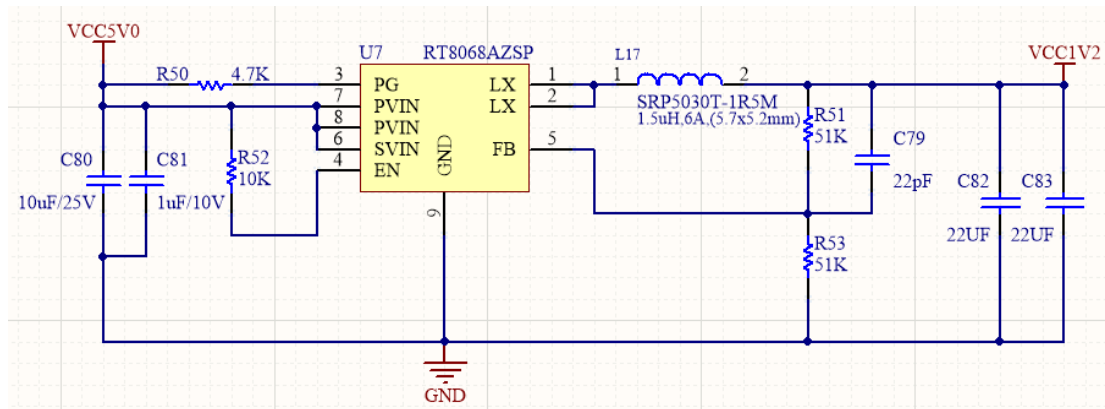 VCC5V0
U7
RT8068AZSP
L17
VCC1V2
R50
4.7K
3
PG
LX
1
1
2
7
PVIN
LX
2
SRP5030T-1R5M
1.5uH,6A,(5.7x5.2mm)
R51
51K
8
PVIN
C79
C80
C81
R52
10K
6
SVIN
FB
5
4
EN
GND
22pF
C82
C83
10uF/25V
1uF/10V
9
22UF
22UF
R53
51K
GND